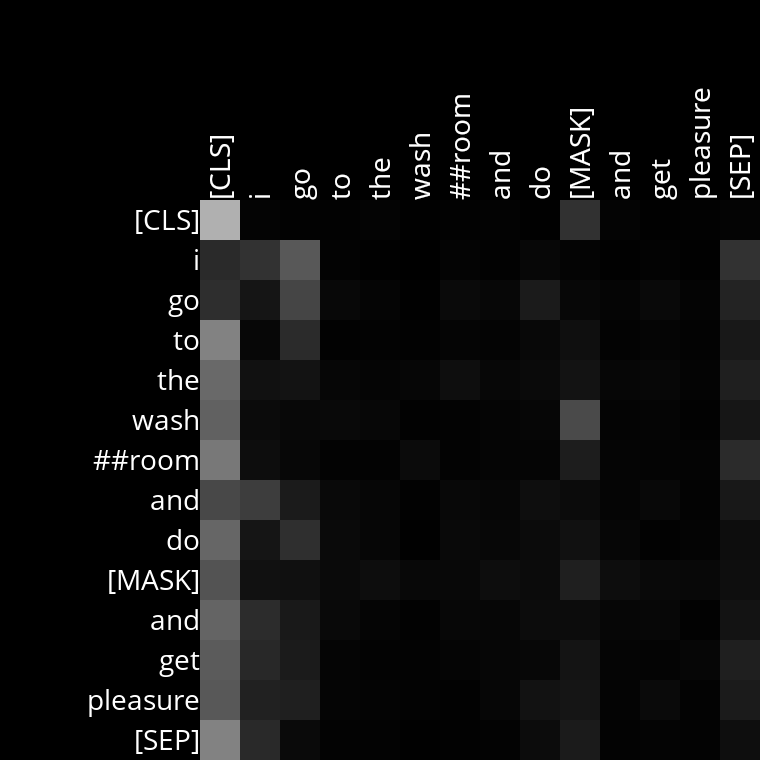 [CLS]
i
go
to
the
wash
##room
and
do
[MASK]
and
get
pleasure
[SEP]
[CLS]
i
go
to
the
wash
##room
and
do
[MASK]
and
get
pleasure
[SEP]